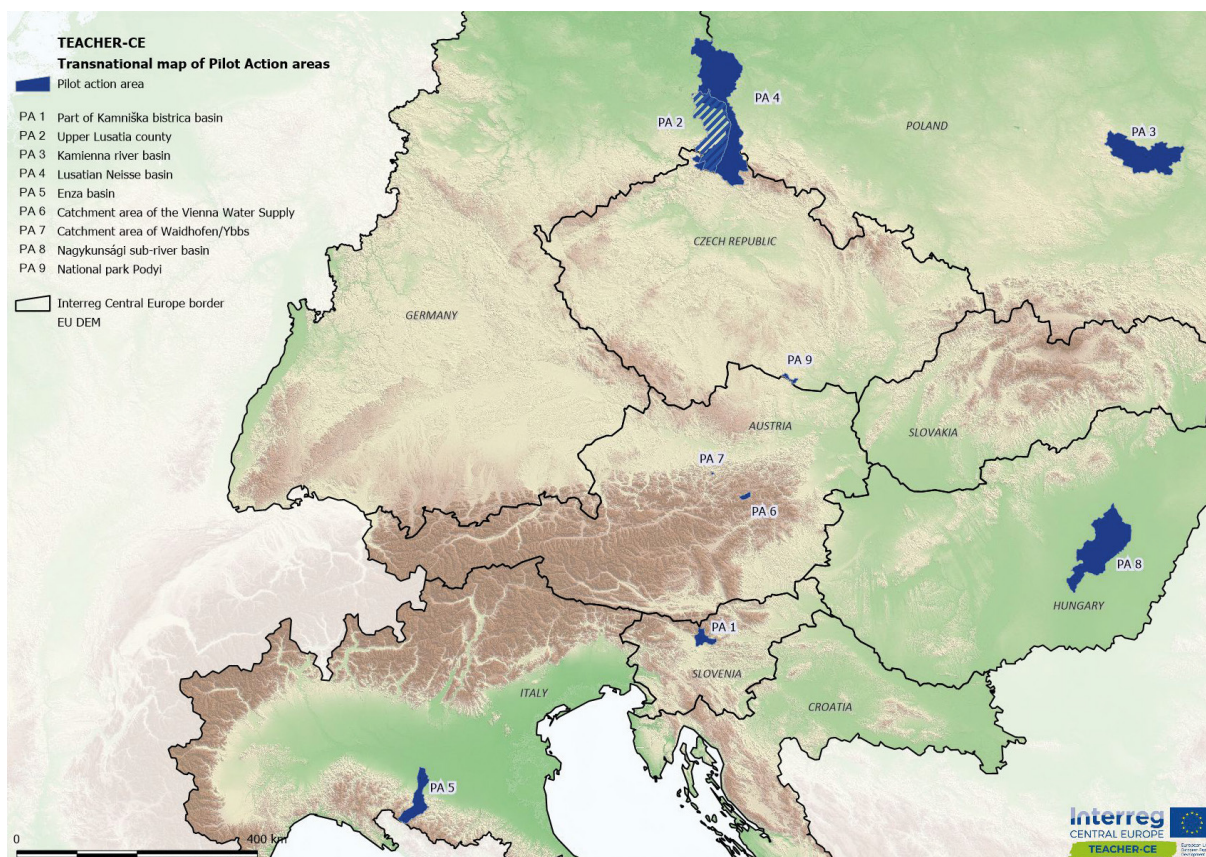 TEACHER-CE
Transnational map of Pilot Action areas
Pilot action area
PA 1 Part of Kamniška bistrica basin
PA 2 Upper Lusatia county
PA 3 Kamienna river basin
PA 4 Lusatian Neisse basin
PA 5 Enza basin
PA 6 Catchment area of the Vienna Water Supply
PA 7 Catchment area of Waidhofen/Ybbs
PA 8 Nagykunsági sub-river basin
PA 9 National park Podyi
Interreg Central Europe border
EU DEM
PA 4
PA 2
POLAND
PA 3
CZECH REPUBLIC
GERMANY
PA 9
AUSTRIA
SLOVAKIA
PA 7
PA 6
PA 8
HUNGARY
PA 1
SLOVENIA
ITALY
CROATIA
PA 5
0 400 km
Interreg
CENTRAL EUROPE
TEACHER-CE